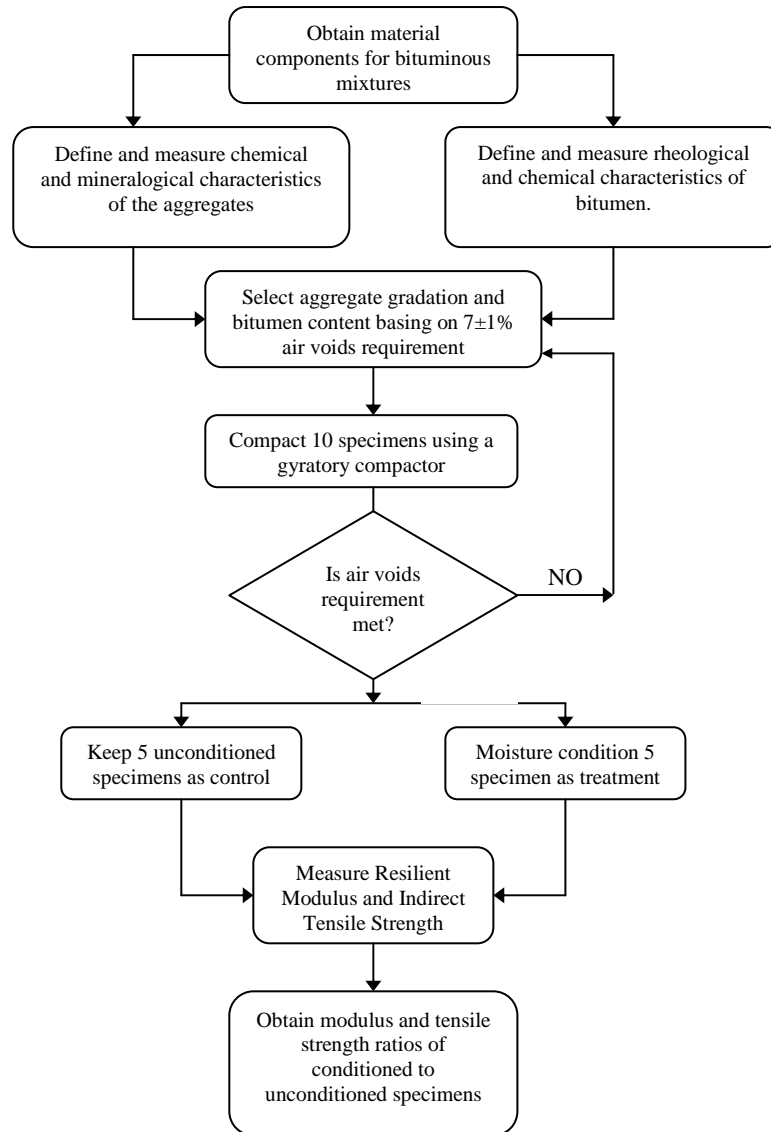 Obtain material
components for bituminous
mixtures
Define and measure chemical
and mineralogical characteristics
of the aggregates
Define and measure rheological
and chemical characteristics of
bitumen.
Select aggregate gradation and
bitumen content basing on 7±1%
air voids requirement
Compact 10 specimens using a
gyratory compactor
Is air voids
requirement
met?
NO
Keep 5 unconditioned
specimens as control
Moisture condition 5
specimen as treatment
Measure Resilient
Modulus and Indirect
Tensile Strength
Obtain modulus and tensile
strength ratios of
conditioned to
unconditioned specimens